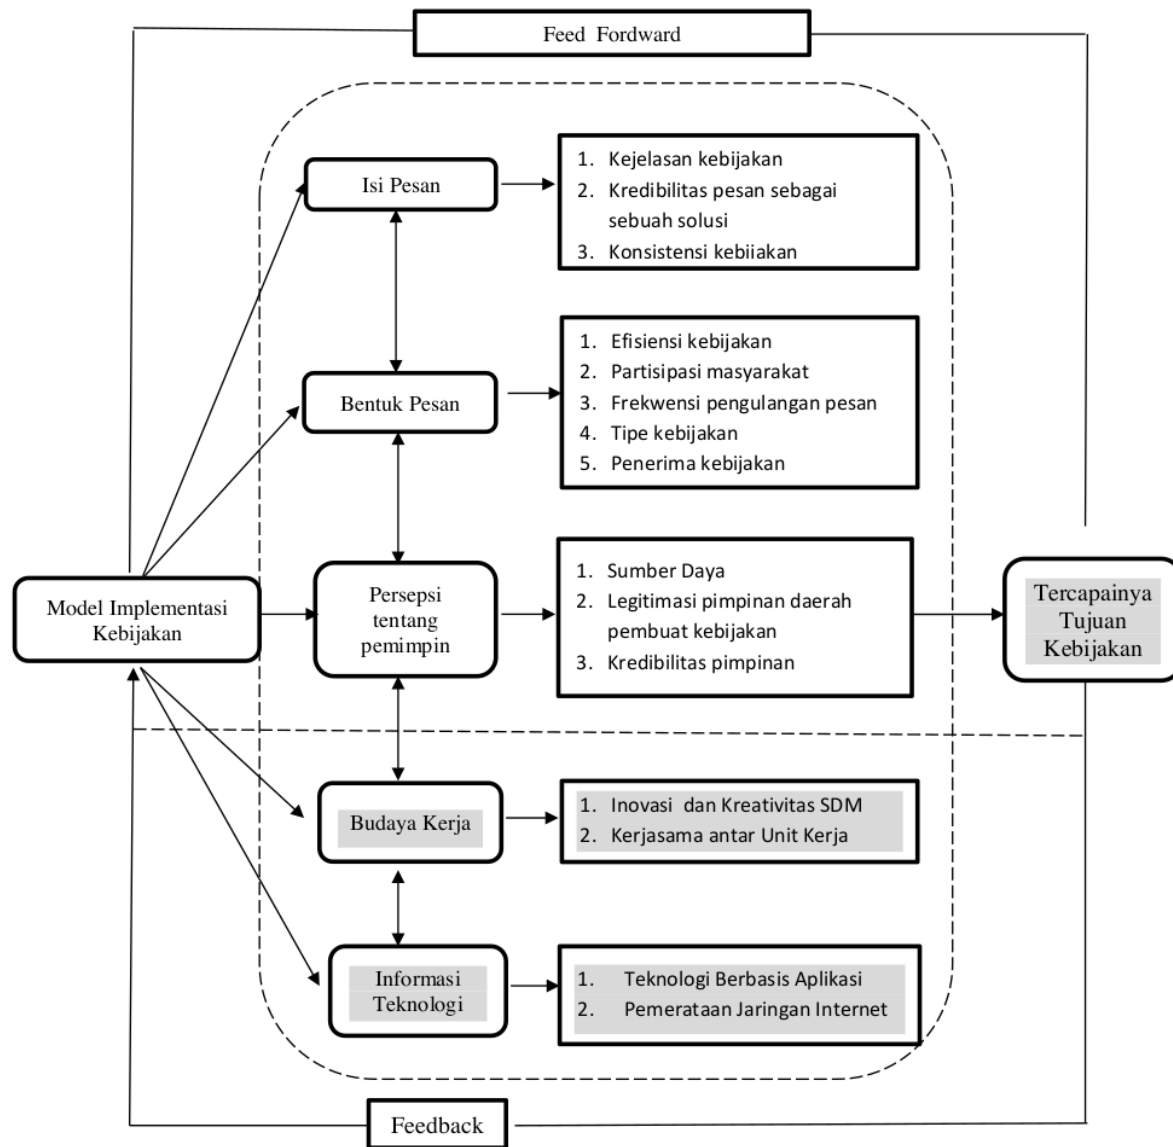 Feed  Fordward
Isi Pesan
1. Kejelasan kebijakan
2. Kredibilitas pesan sebagai
sebuah solusi
3. Konsistensi kebiiakan
Bentuk Pesan
1. Efisiensi kebijakan
2. Partisipasi masyarakat
3. Frekwensi pengulangan pesan
4. Tipe kebijakan
5. Penerima kebijakan
Model Implementasi
Kebijakan
Persepsi
tentang
pemimpin
1. Sumber Daya
2. Legitimasi pimpinan daerah
pembuat kebijakan
3. Kredibilitas pimpinan
Tercapainya
Tujuan
Kebijakan
Budaya Kerja
1. Inovasi  dan Kreativitas SDM
2. Kerjasama antar Unit Kerja
Informasi
Teknologi
1. Teknologi Berbasis Aplikasi
2. Pemerataan Jaringan Internet
Feedback